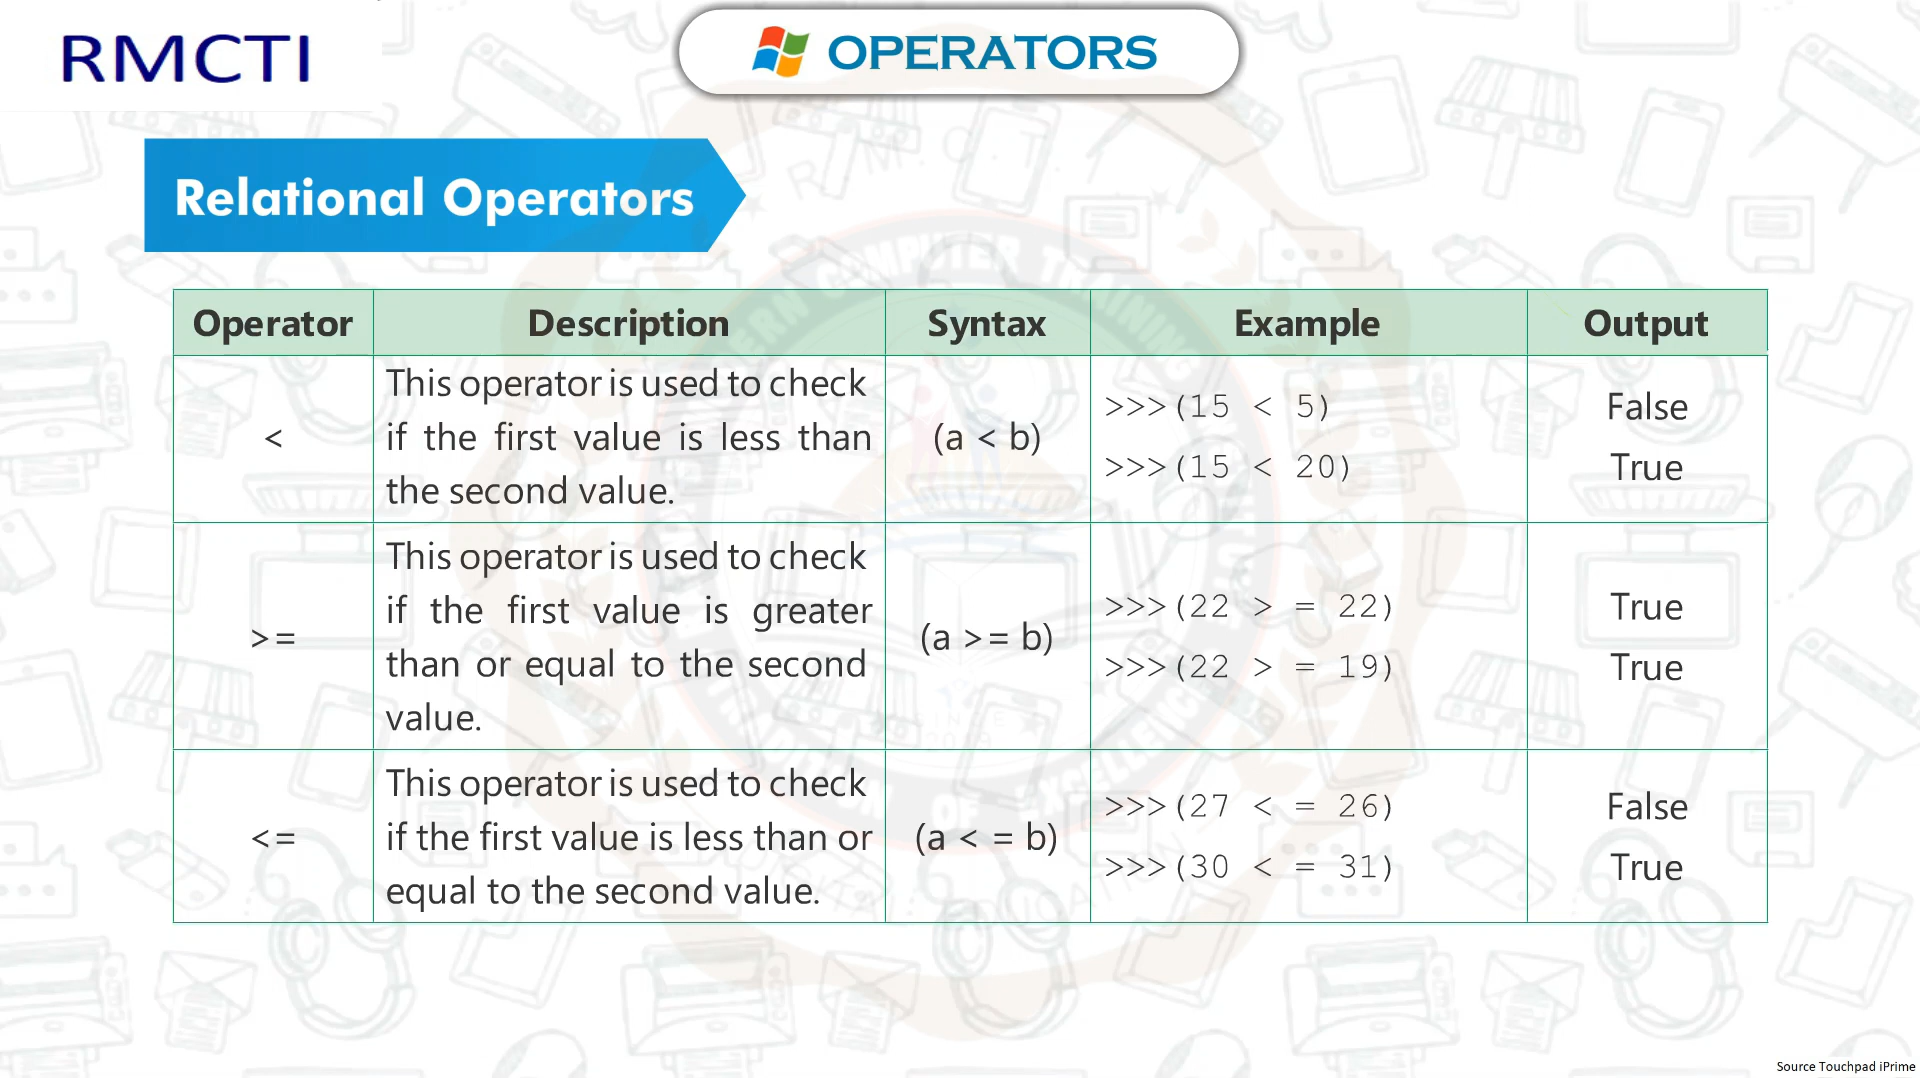 RMCTI
OPERATORS
Relational Operators
Operator Description Syntax Example Output
<
This operator is used to check
if the first value is less than
the second value.
(a < b)
>>>(15 < 5)
>>>(15 < 20)
False
True
>=
This operator is used to check
if the first value is greater
than or equal to the second
value.
(a >= b)
>>>(22 > = 22)
>>>(22 > = 19)
True
True
<=
This operator is used to check
if the first value is less than or
equal to the second value.
(a < = b)
>>>(27 < = 26)
>>>(30 < = 31)
False
True
Source Touchpad iPrime